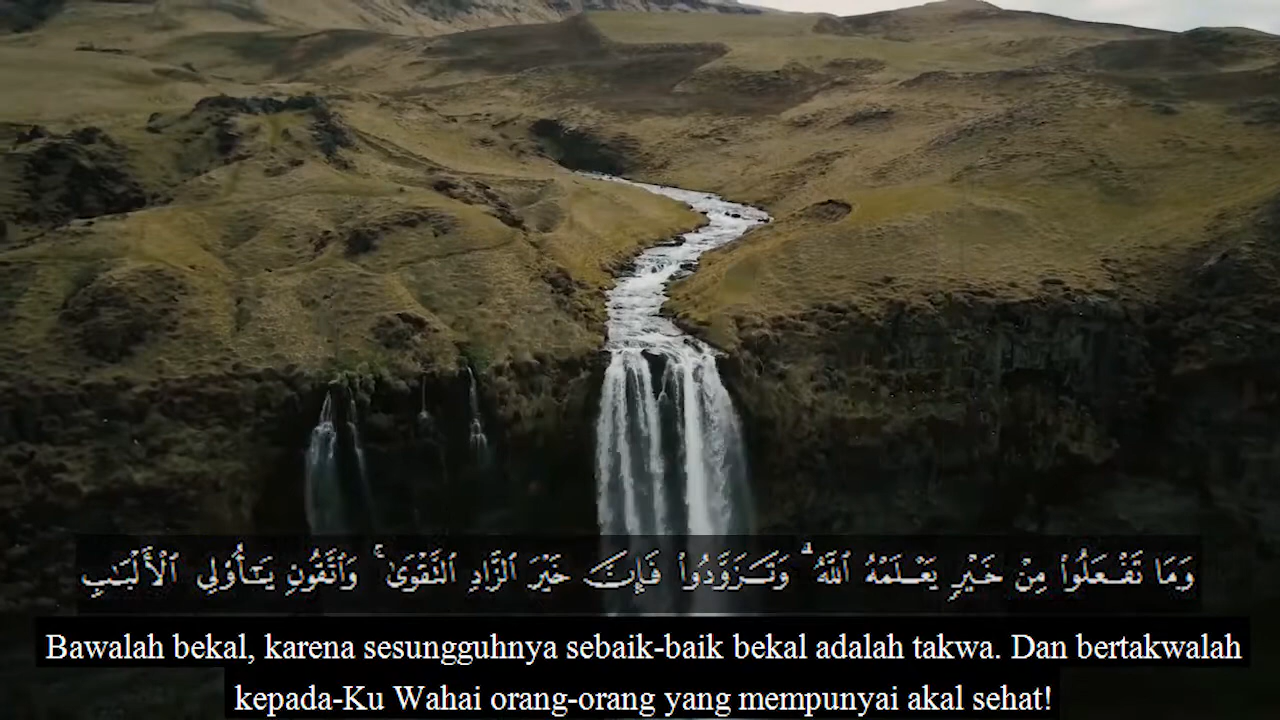 وَمَا تَفْعَلُوا۟ مِنْ خَيْرٍ يَعْلَمْهُ ٱللَّهُ ۗ وَتَزَوَّدُوا۟ فَإِنَّ خَيْرَ ٱلزَّادِ ٱلتَّقْوَىٰ ۚ وَٱتَّقُونِ يَـٰٓأُو۟لِى ٱلْأَلْبَـٰبِ
Bawalah bekal, karena sesungguhnya sebaik-baik bekal adalah takwa. Dan bertakwalah
kepada-Ku Wahai orang-orang yang mempunyai akal sehat!